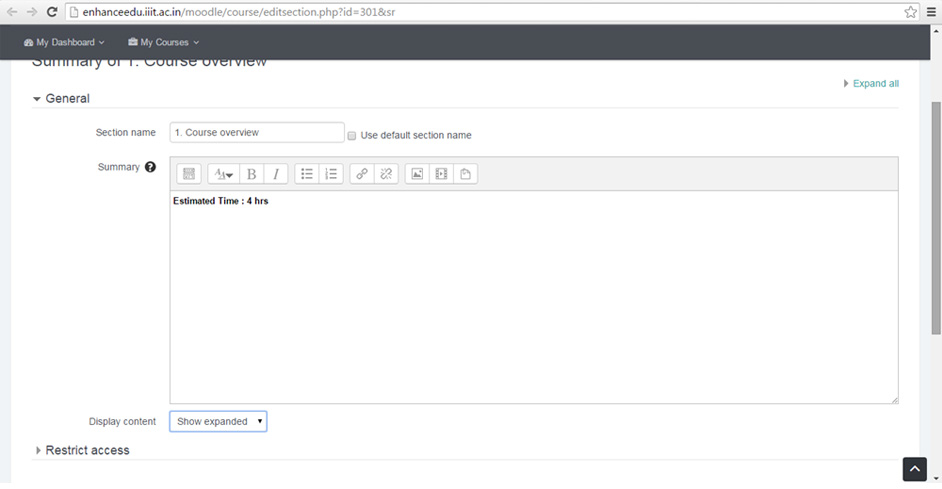 enhanceedu.iiit.ac.in/moodle/course/editsection.php?id=301&sr
My Dashboard My Courses
Summary of 1. Course overview
Expand all
General
Section name 1. Course overview Use default section name
Summary ?
B I
Estimated Time : 4 hrs
Display content Show expanded
Restrict access